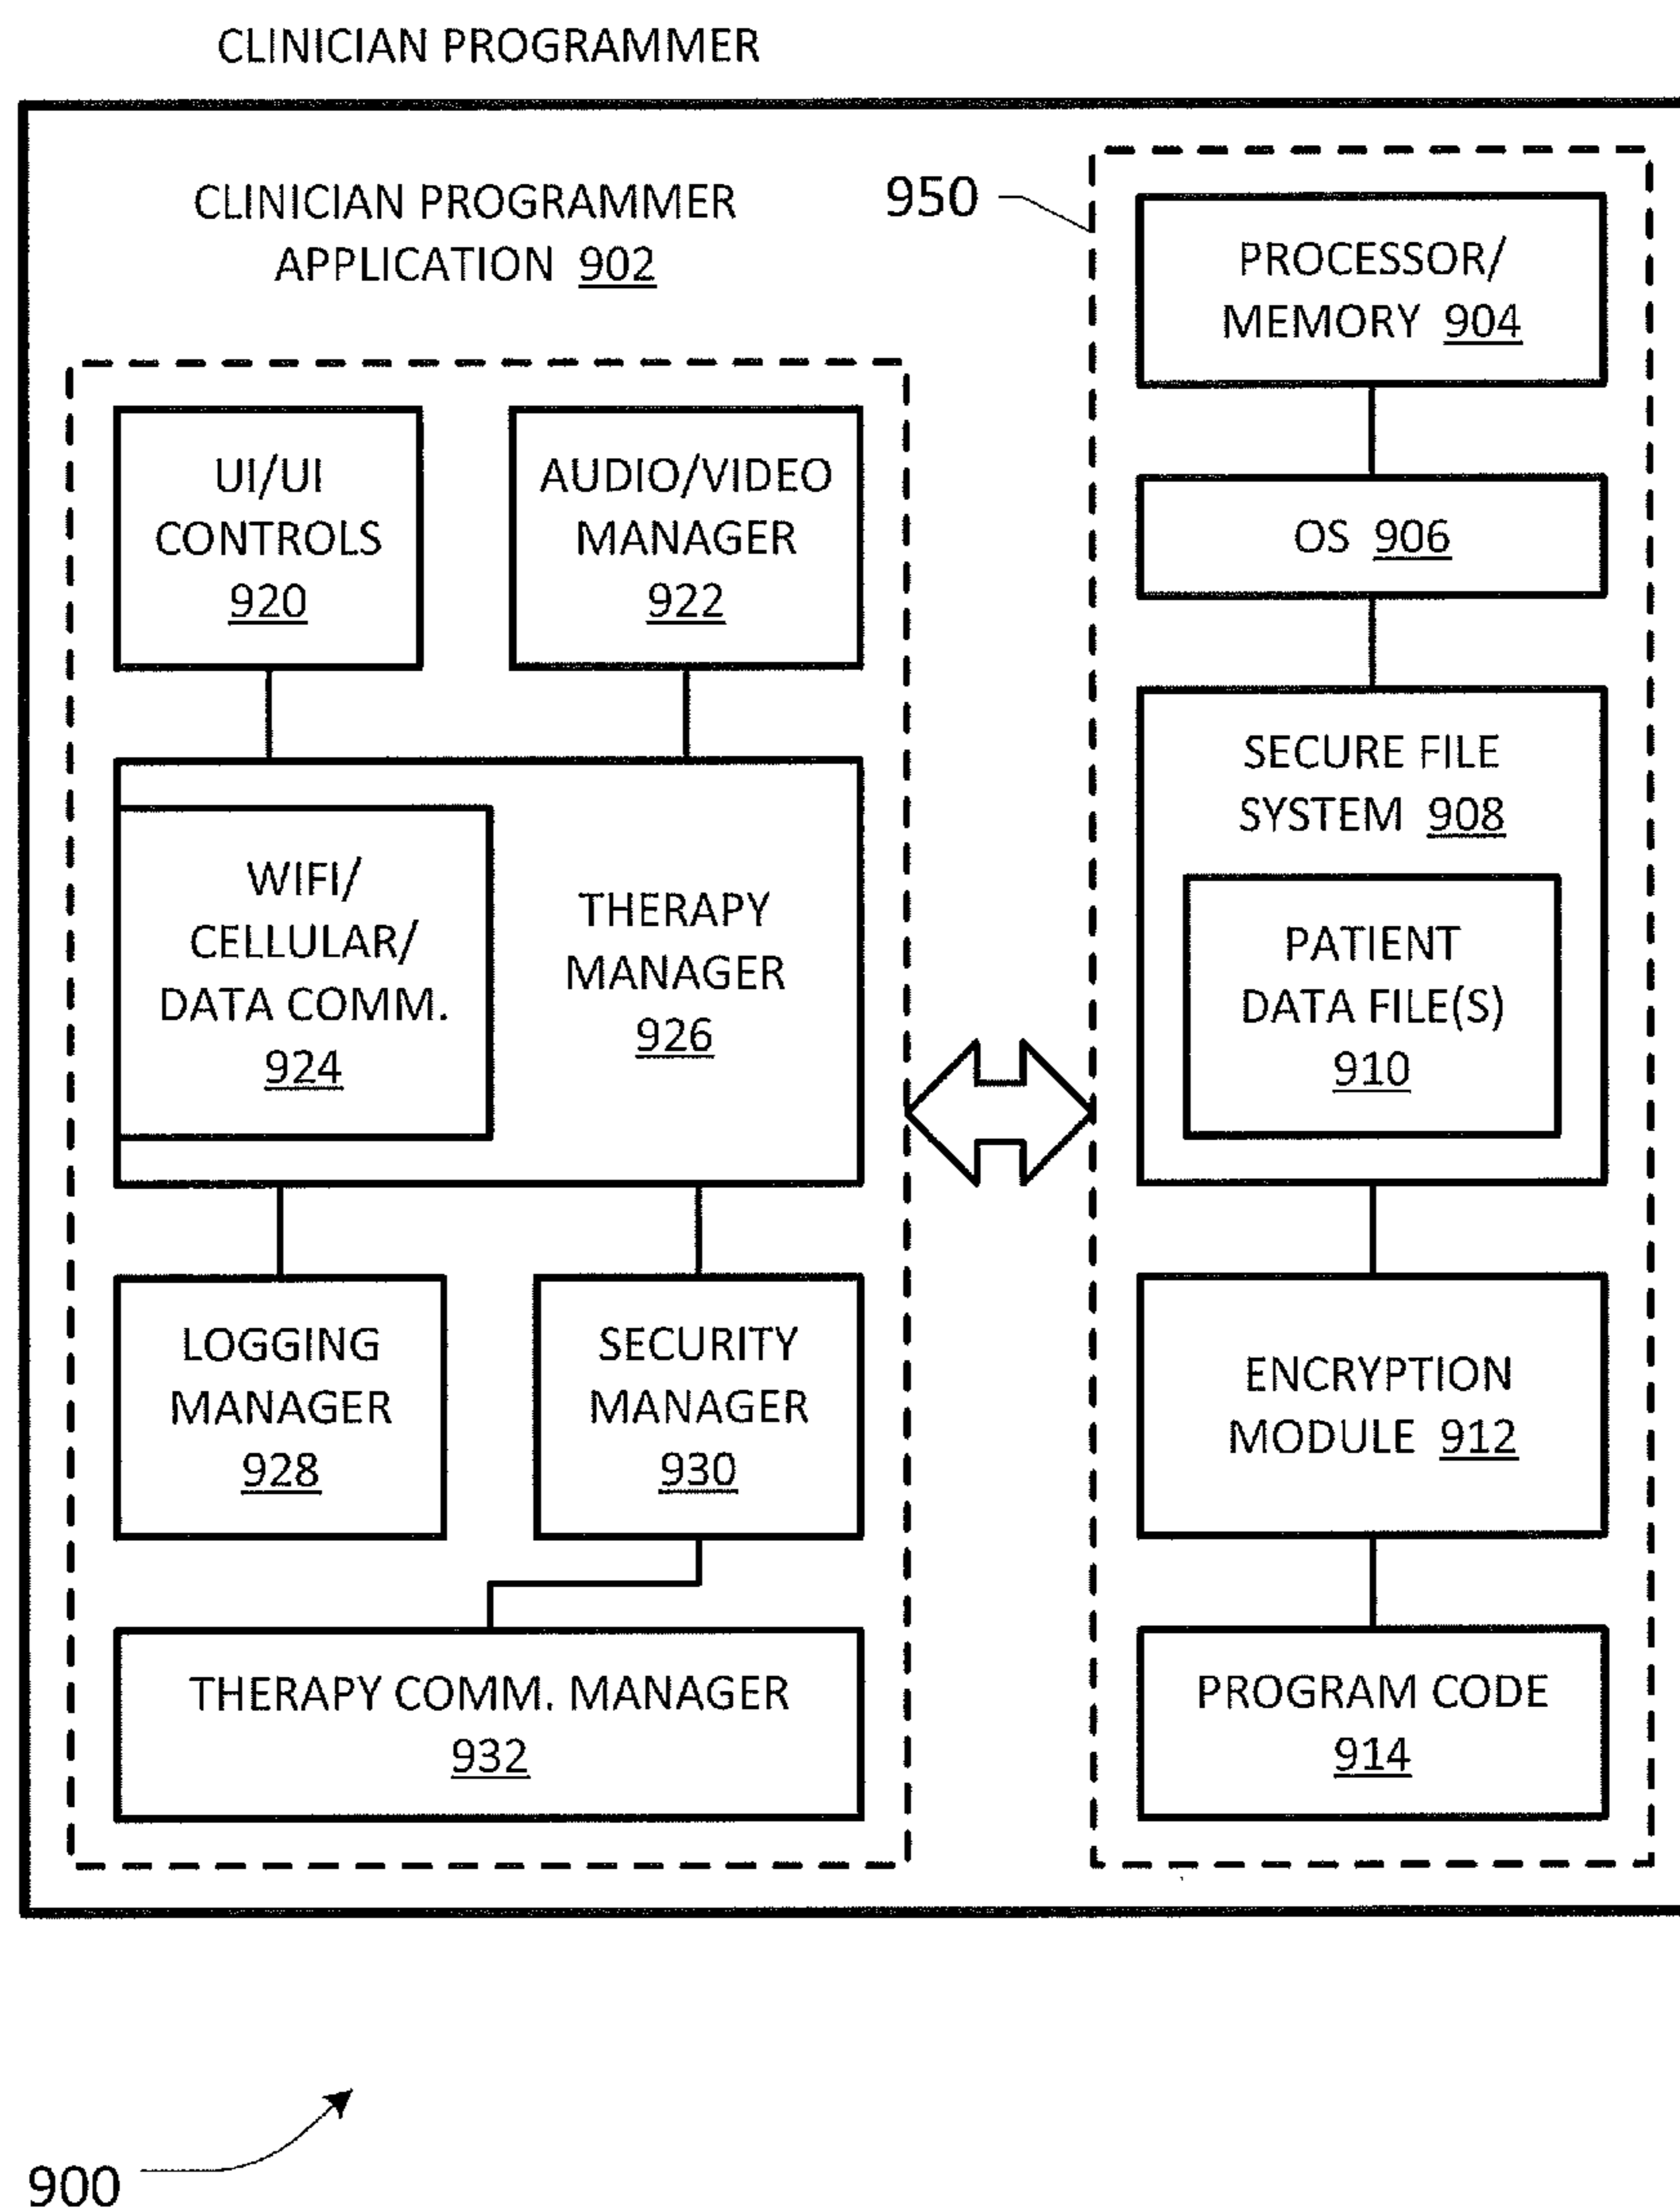 CLINICIAN PROGRAMMER
CLINICIAN PROGRAMMER
APPLICATION 902
UI/UI
CONTROLS
920
AUDIO/VIDEO
MANAGER
922
WIFI/
CELLULAR/
DATA COMM.
924
THERAPY
MANAGER
926
LOGGING
MANAGER
928
SECURITY
MANAGER
930
THERAPY COMM. MANAGER
932
950
PROCESSOR/
MEMORY 904
OS 906
SECURE FILE
SYSTEM 908
PATIENT
DATA FILE(S)
910
ENCRYPTION
MODULE 912
PROGRAM CODE
914
900